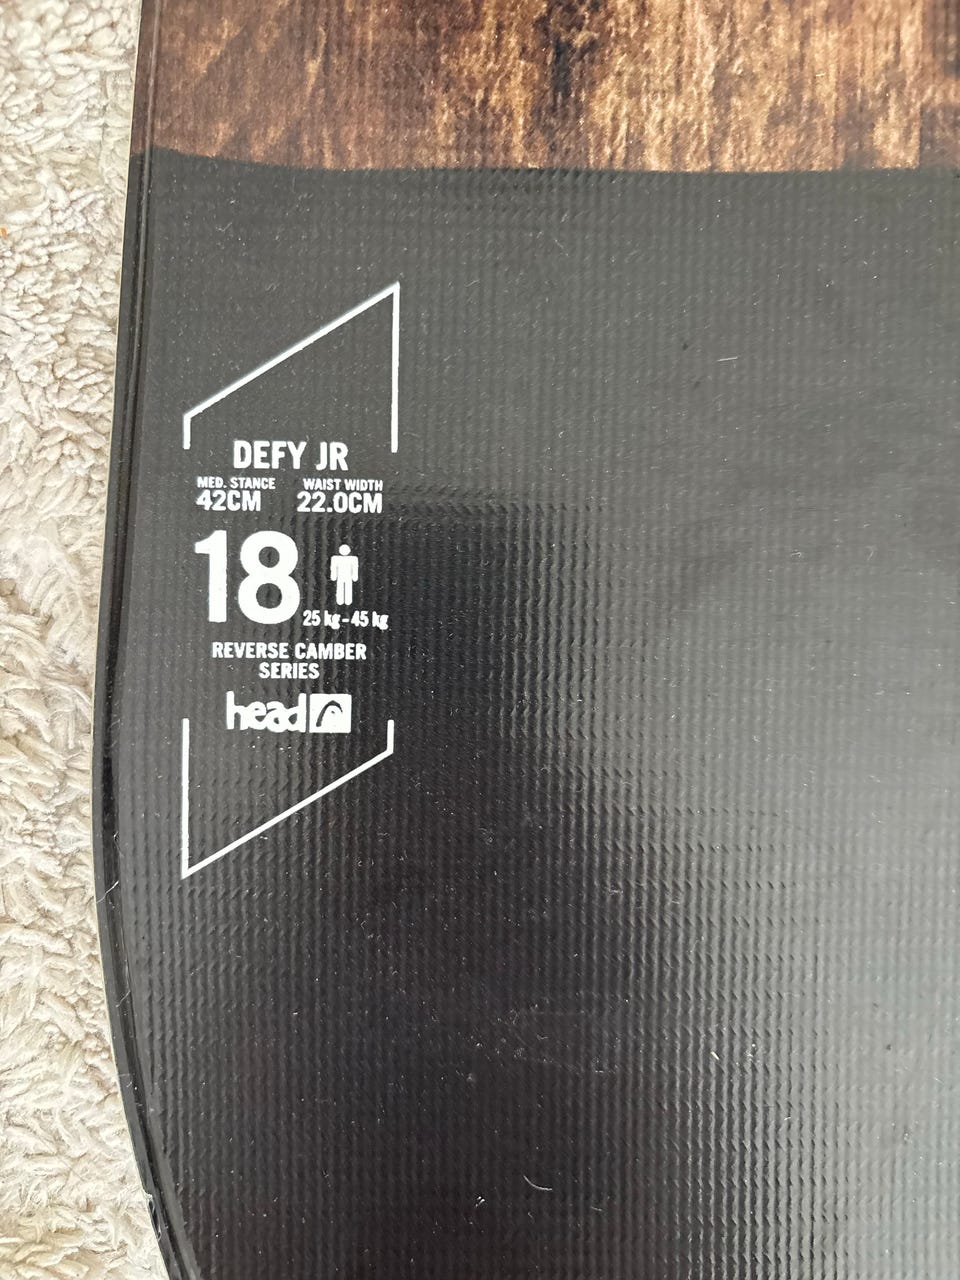 DEFY JR
MED. STANCE WAIST WIDTH
42CM 22.0CM
18
25 kg - 45 kg
REVERSE CAMBER
SERIES
head